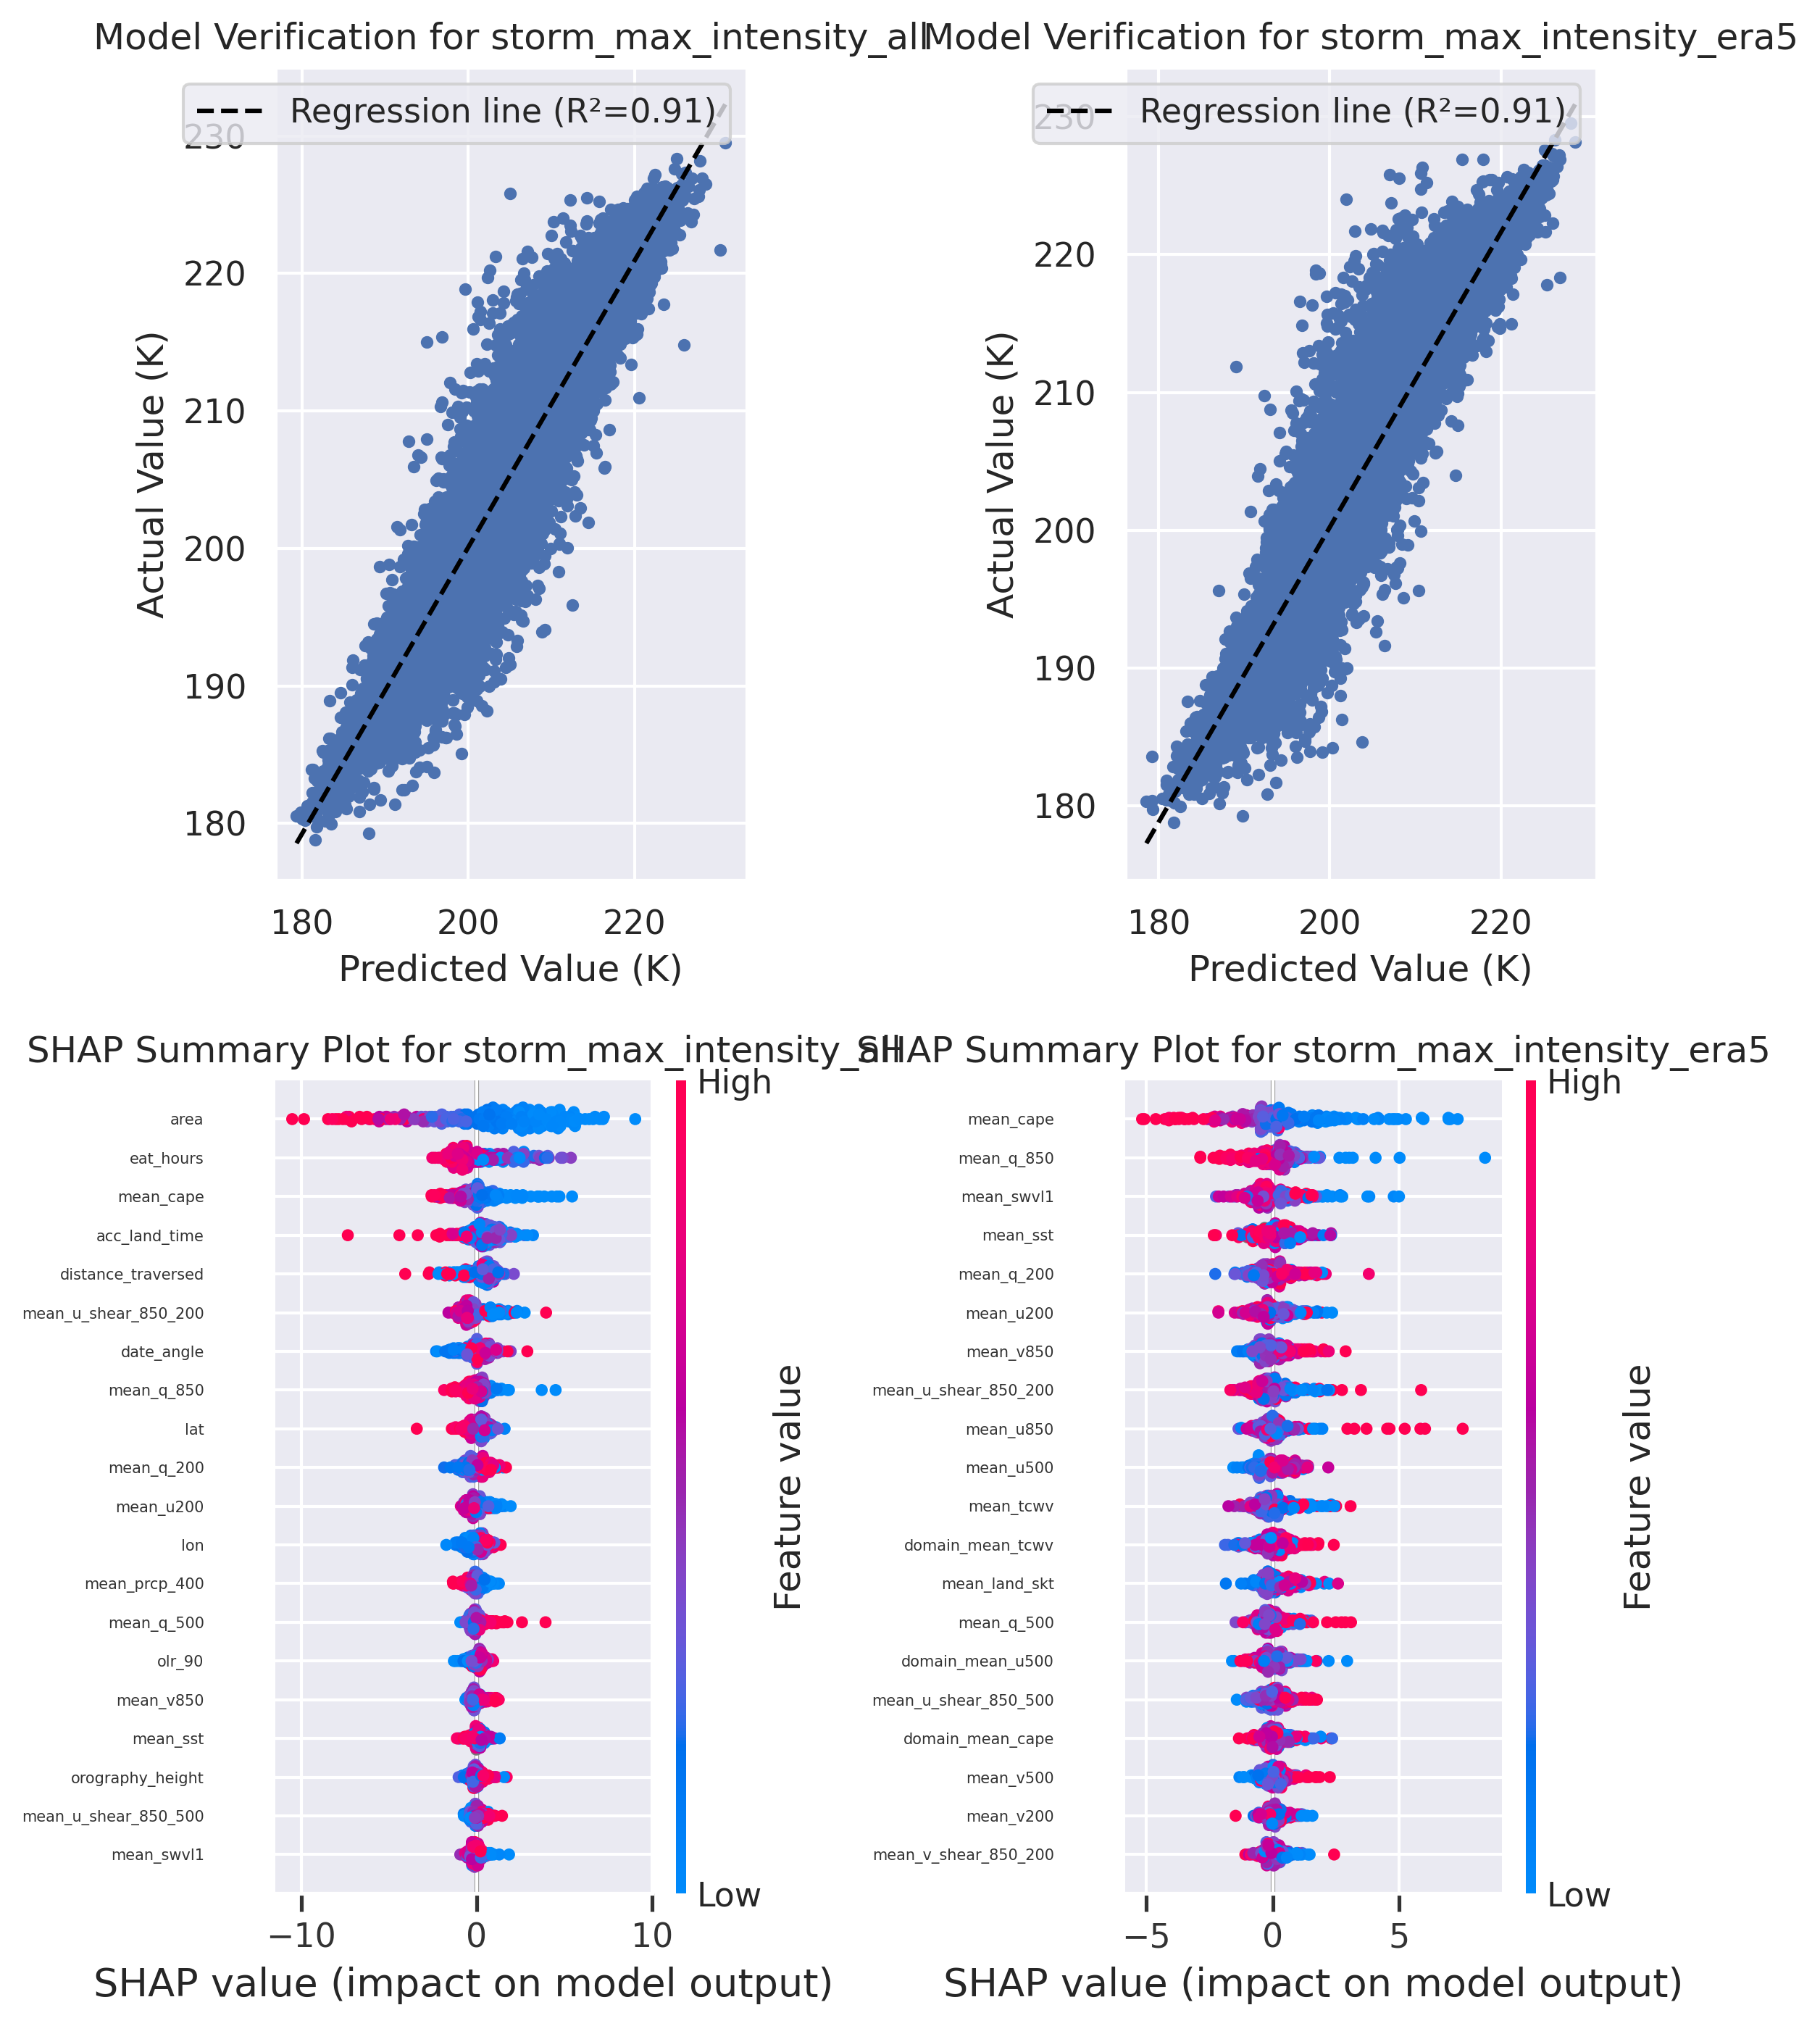 Model Verification for storm_max_intensity_all
Model Verification for storm_max_intensity_era5
Regression line (R²=0.91)
Regression line (R²=0.91)
230
220
210
200
190
180
Actual Value (K)
180 200 220
Predicted Value (K)
230
220
210
200
190
180
Actual Value (K)
180 200 220
Predicted Value (K)
SHAP Summary Plot for storm_max_intensity_all
High
area
eat_hours
mean_cape
acc_land_time
distance_traversed
mean_u_shear_850_200
date_angle
mean_q_850
lat
mean_q_200
mean_u200
lon
mean_prcp_400
mean_q_500
olr_90
mean_v850
mean_sst
orography_height
mean_u_shear_850_500
mean_swvl1
Low
Feature value
−10 0 10
SHAP value (impact on model output)
SHAP Summary Plot for storm_max_intensity_era5
High
mean_cape
mean_q_850
mean_swvl1
mean_sst
mean_q_200
mean_u200
mean_v850
mean_u_shear_850_200
mean_u850
mean_u500
mean_tcwv
domain_mean_tcwv
mean_land_skt
mean_q_500
domain_mean_u500
mean_u_shear_850_500
domain_mean_cape
mean_v500
mean_v200
mean_v_shear_850_200
Low
Feature value
−5 0 5
SHAP value (impact on model output)